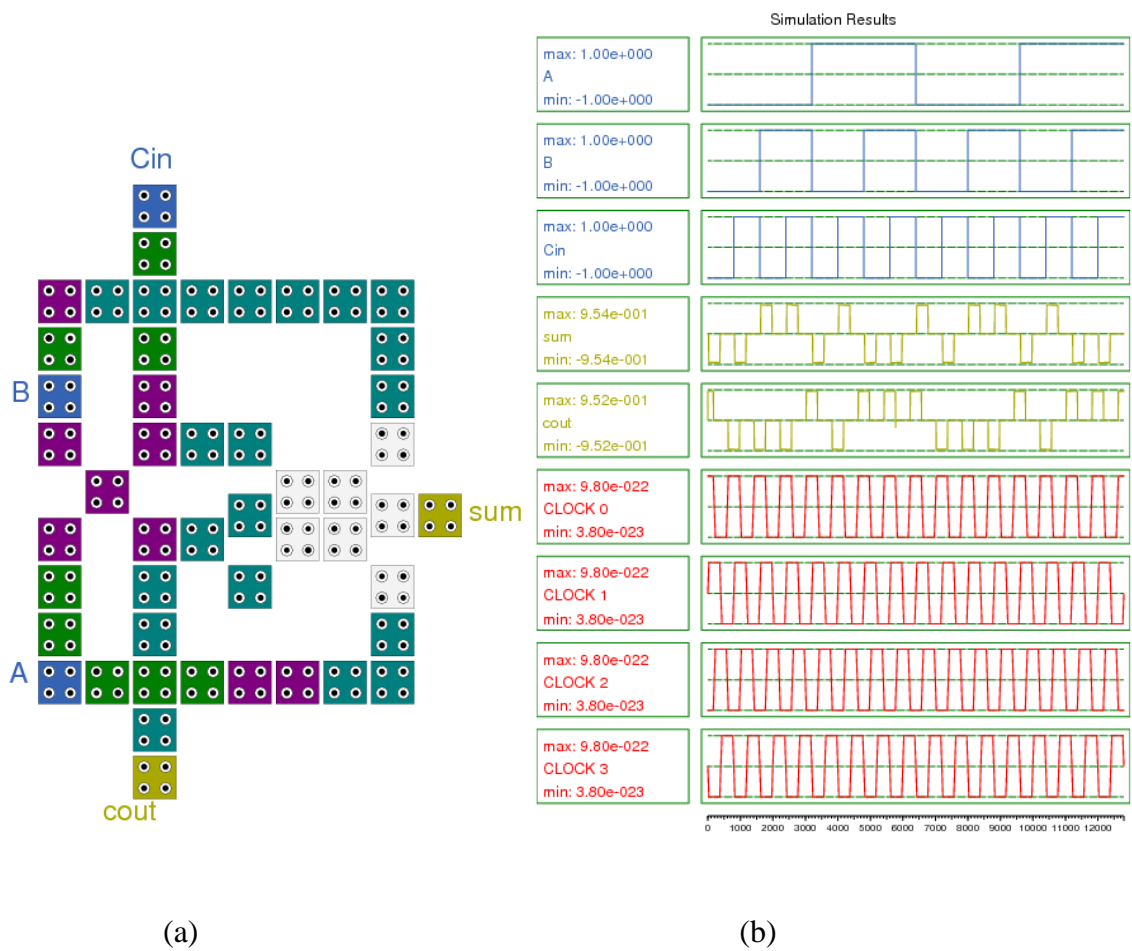 Simulation Results
Cin
B
A
sum
cout
max: 1.00e+000
A
min: -1.00e+000
max: 1.00e+000
B
min: -1.00e+000
max: 1.00e+000
Cin
min: -1.00e+000
max: 9.54e-001
sum
min: -9.54e-001
max: 9.52e-001
cout
min: -9.52e-001
max: 9.80e-022
CLOCK 0
min: 3.80e-023
max: 9.80e-022
CLOCK 1
min: 3.80e-023
max: 9.80e-022
CLOCK 2
min: 3.80e-023
max: 9.80e-022
CLOCK 3
min: 3.80e-023
0 1000 2000 3000 4000 5000 6000 7000 8000 9000 10000 11000 12000
(a) (b)